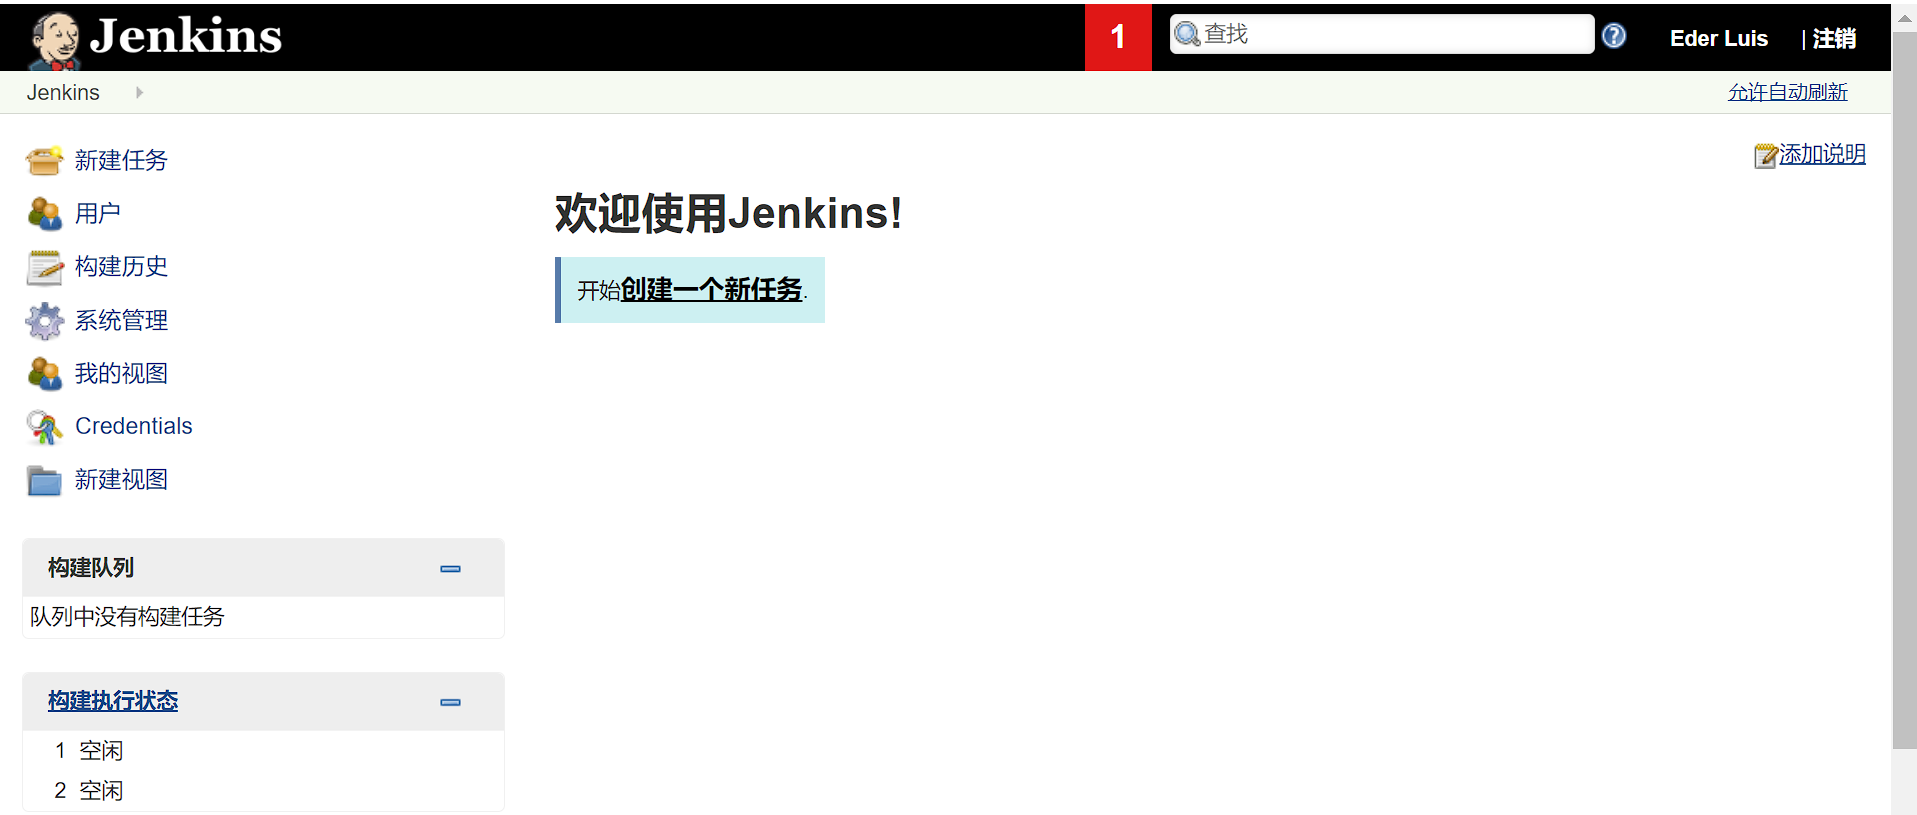 Jenkins
1
查找
Eder Luis
| 注销
Jenkins
允许自动刷新
新建任务
用户
构建历史
系统管理
我的视图
Credentials
新建视图
构建队列
队列中没有构建任务
构建执行状态
1 空闲
2 空闲
添加说明
欢迎使用Jenkins!
开始创建一个新任务.